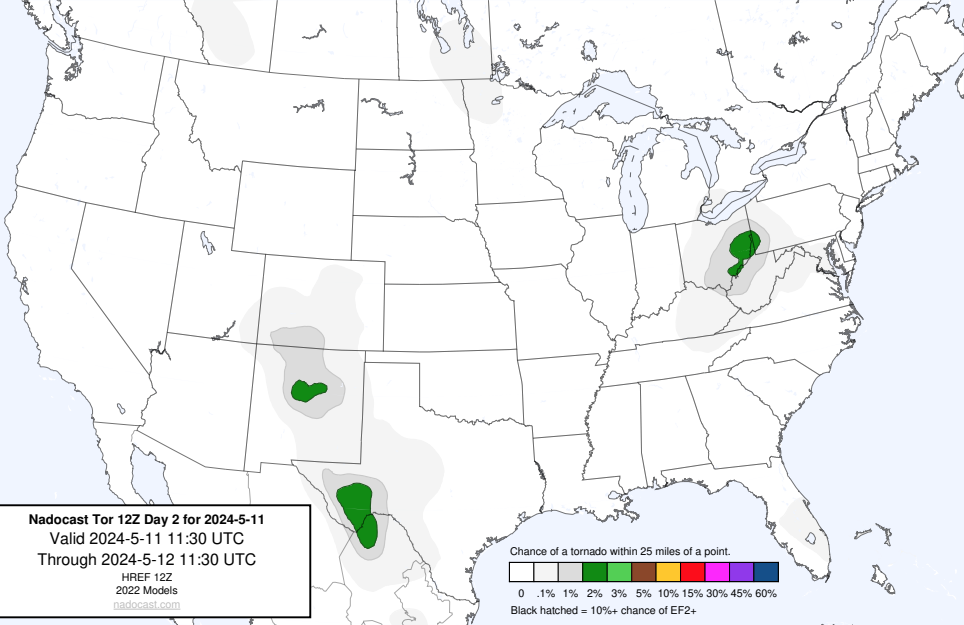 Nadocast Tor 12Z Day 2 for 2024-5-11
Valid 2024-5-11 11:30 UTC
Through 2024-5-12 11:30 UTC
HREF 12Z
2022 Models
nadocast.com
Chance of a tornado within 25 miles of a point.
0 .1% 1% 2% 3% 5% 10% 15% 30% 45% 60%
Black hatched = 10%+ chance of EF2+